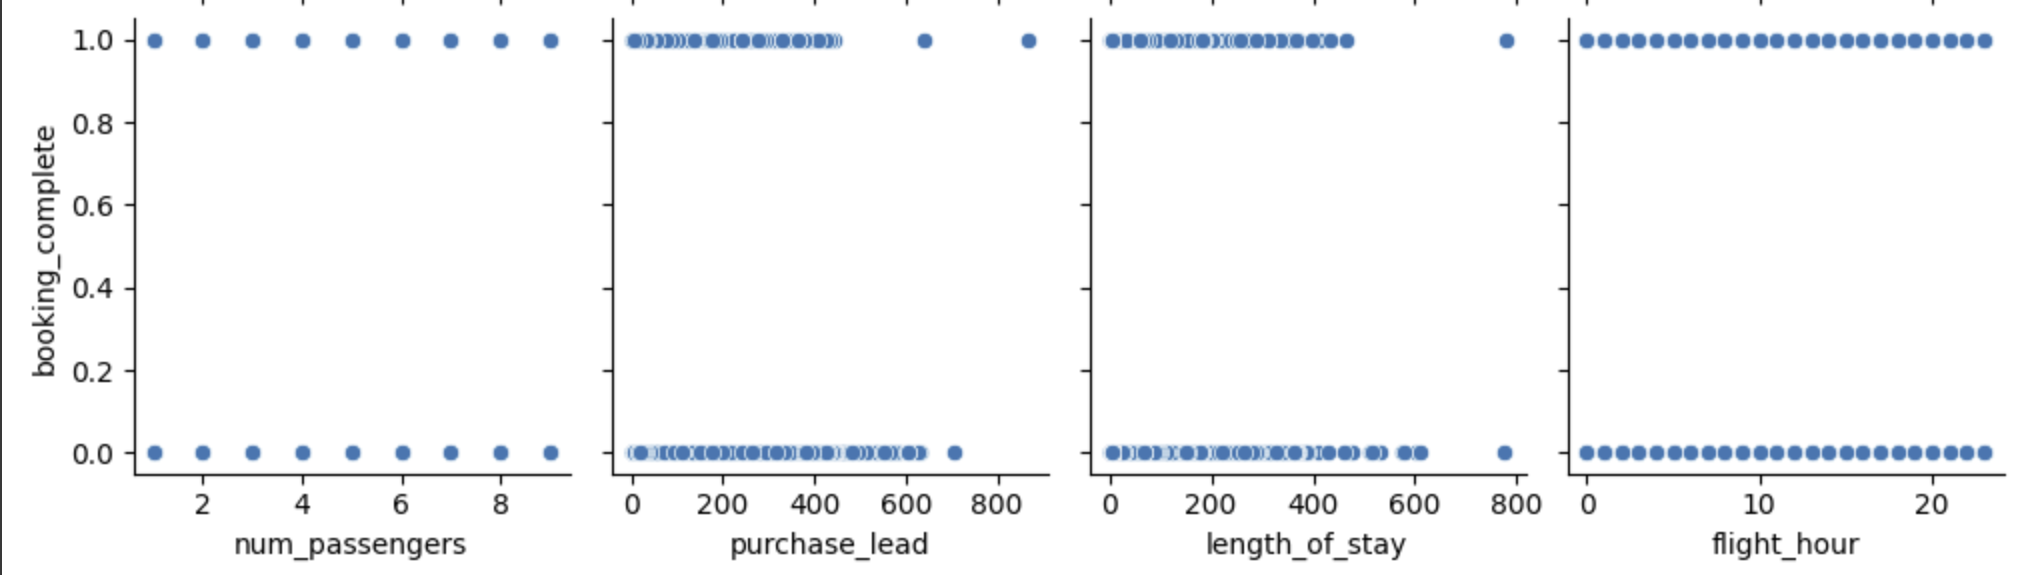 booking_complete
1.0
0.8
0.6
0.4
0.2
0.0
2 4 6 8
num_passengers
0 200 400 600 800
purchase_lead
0 200 400 600 800
length_of_stay
0 10 20
flight_hour